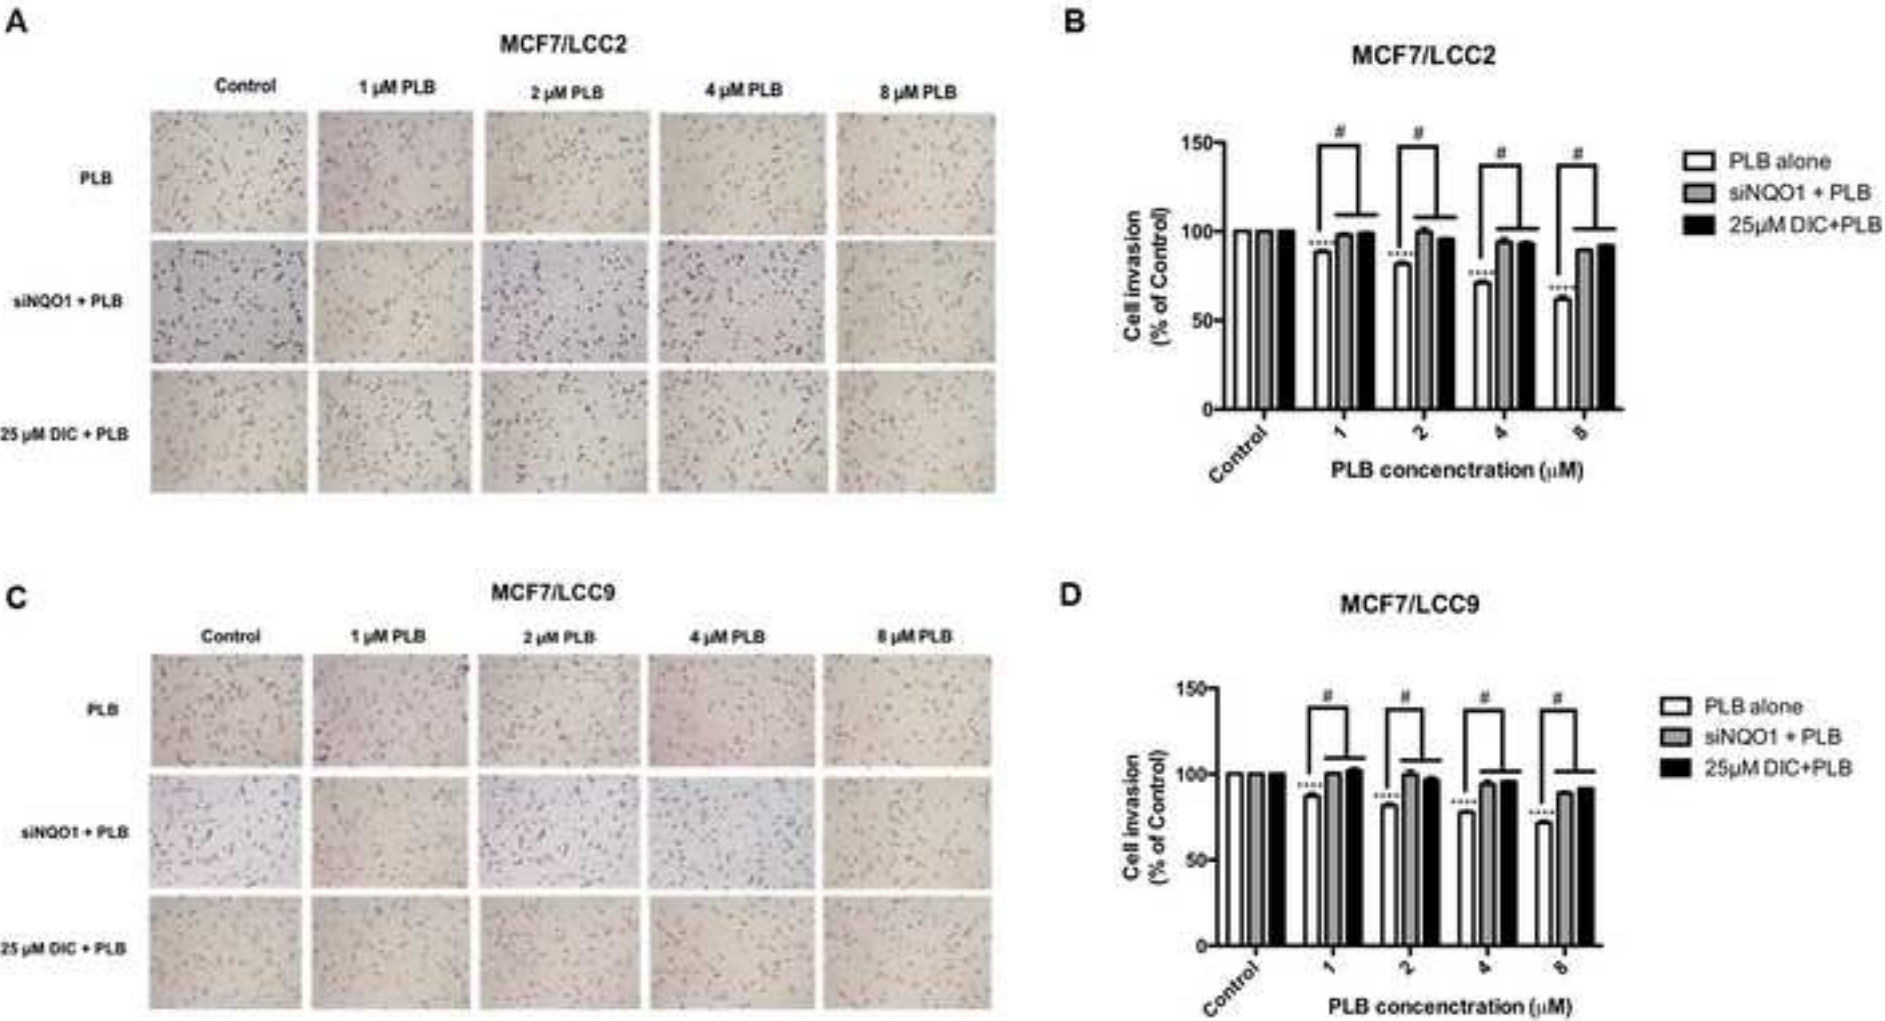 A
MCF7/LCC2
Control
1 µM PLB
2 µM PLB
4 µM PLB
8 µM PLB
PLB
siNQO1 + PLB
25 µM DIC + PLB
B
MCF7/LCC2
Cell invasion
(% of Control)
150
100
50
0
#
#
#
#
****
****
****
****
Control
1
2
4
8
PLB concenctration (µM)
PLB alone
siNQO1 + PLB
25µM DIC+PLB
C
MCF7/LCC9
Control
1 µM PLB
2 µM PLB
4 µM PLB
8 µM PLB
PLB
siNQO1 + PLB
25 µM DIC + PLB
D
MCF7/LCC9
Cell invasion
(% of Control)
150
100
50
0
#
#
#
#
****
****
****
****
Control
1
2
4
8
PLB concenctration (µM)
PLB alone
siNQO1 + PLB
25µM DIC+PLB